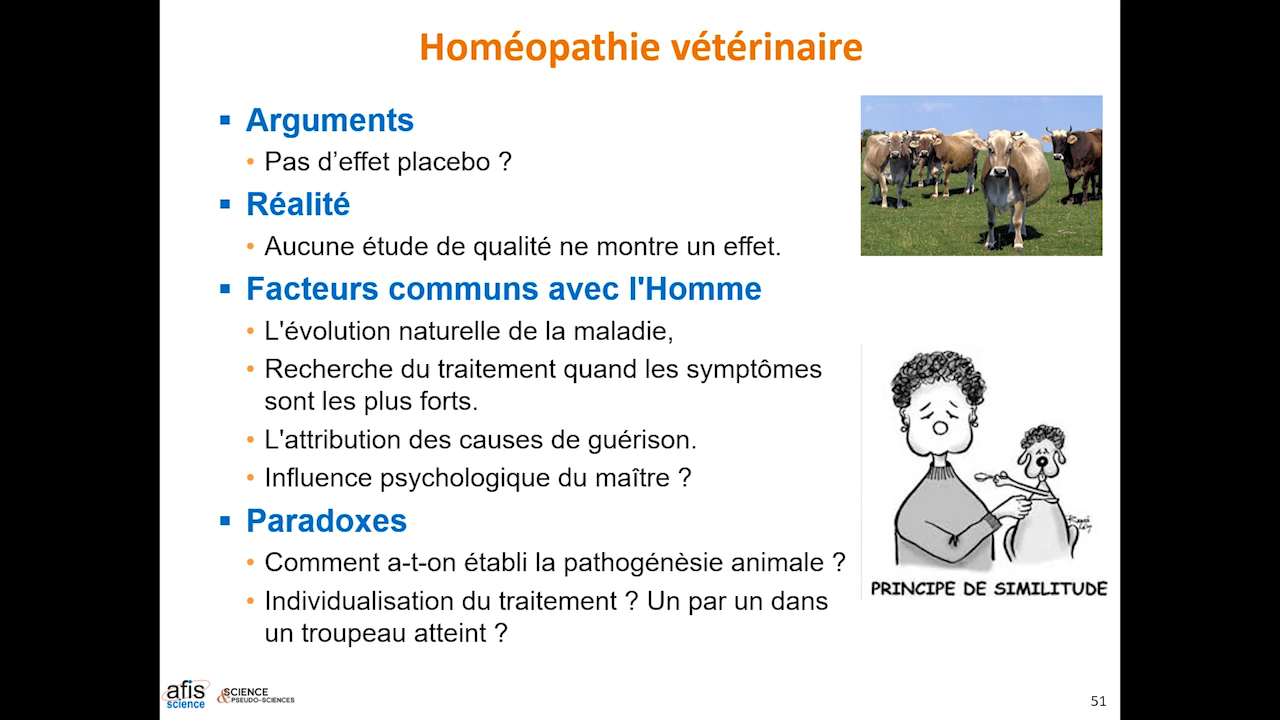 Homéopathie vétérinaire
Arguments
Pas d'effet placebo ?
Réalité
Aucune étude de qualité ne montre un effet.
Facteurs communs avec l'Homme
L'évolution naturelle de la maladie,
Recherche du traitement quand les symptômes
sont les plus forts.
L'attribution des causes de guérison.
Influence psychologique du maître ?
Paradoxes
Comment a-t-on établi la pathogénèsie animale ?
Individualisation du traitement ? Un par un dans
un troupeau atteint ?
PRINCIPE DE SIMILITUDE
afis
science
SCIENCE
& PSEUDO-SCIENCES
51